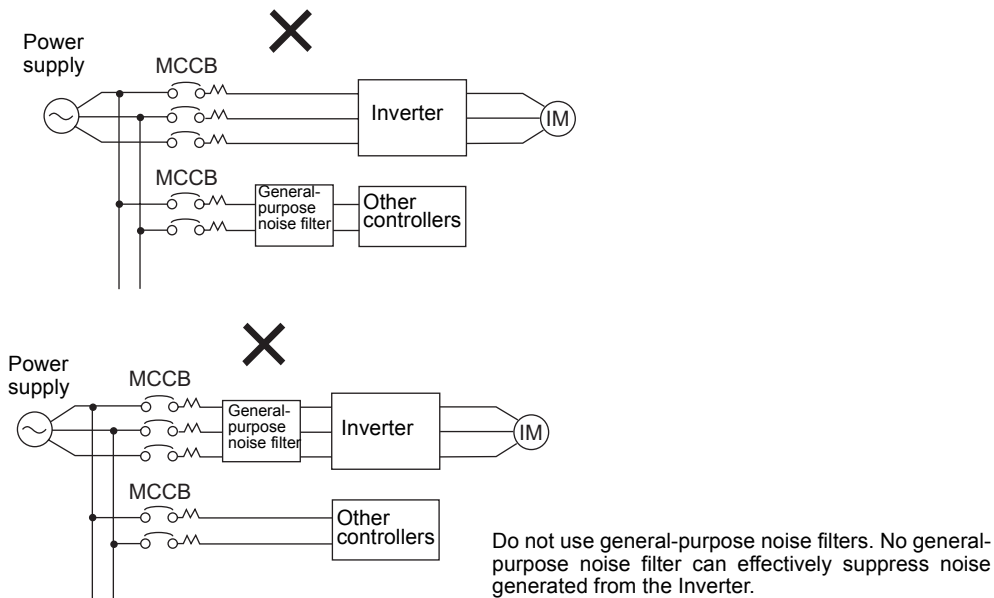 Power
supply
MCCB
Inverter
IM
MCCB
General-
purpose
noise filter
Other
controllers
Power
supply
MCCB
General-
purpose
noise filter
Inverter
IM
MCCB
Other
controllers
Do not use general-purpose noise filters. No general-
purpose noise filter can effectively suppress noise
generated from the Inverter.